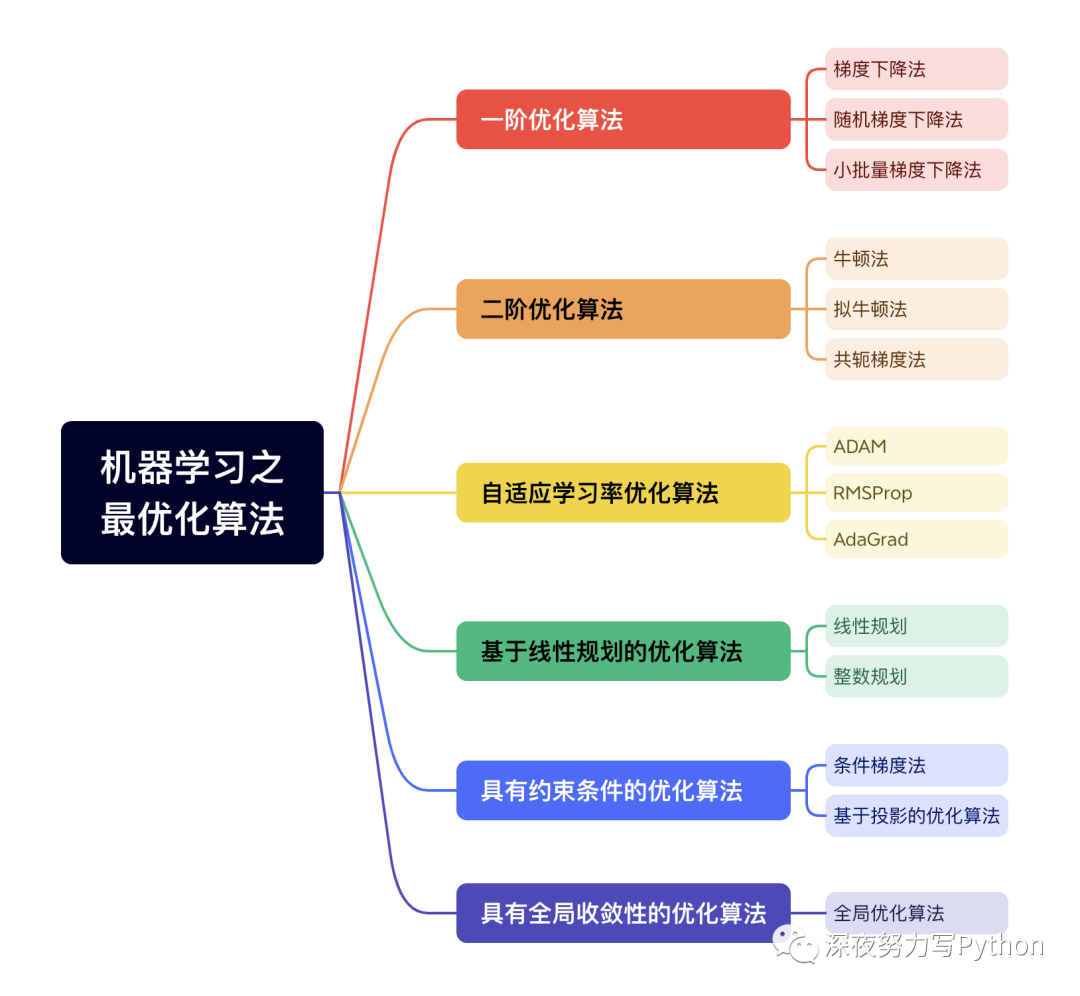 机器学习之
最优化算法
一阶优化算法
梯度下降法
随机梯度下降法
小批量梯度下降法
二阶优化算法
牛顿法
拟牛顿法
共轭梯度法
自适应学习率优化算法
ADAM
RMSProp
AdaGrad
基于线性规划的优化算法
线性规划
整数规划
具有约束条件的优化算法
条件梯度法
基于投影的优化算法
具有全局收敛性的优化算法
全局优化算法
深夜努力写Python